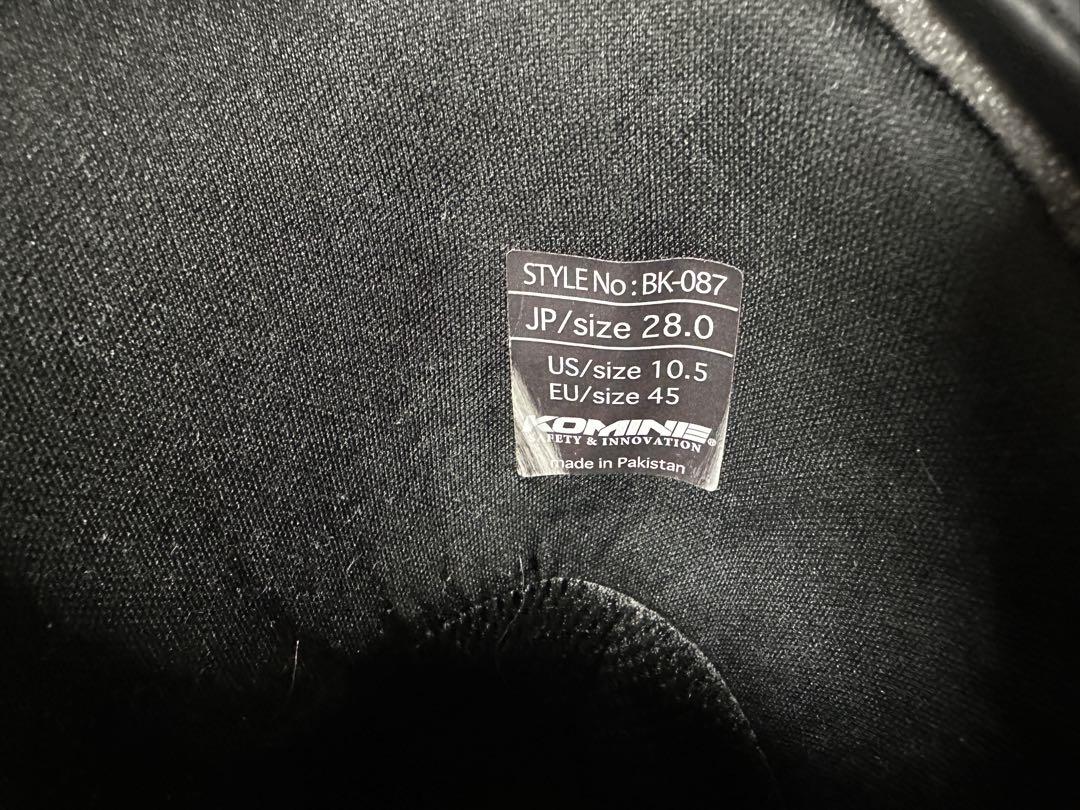 STYLE No : BK-087
JP/size 28.0
US/size 10.5
EU/size 45
KOMINE®
SAFETY & INNOVATION
made in Pakistan